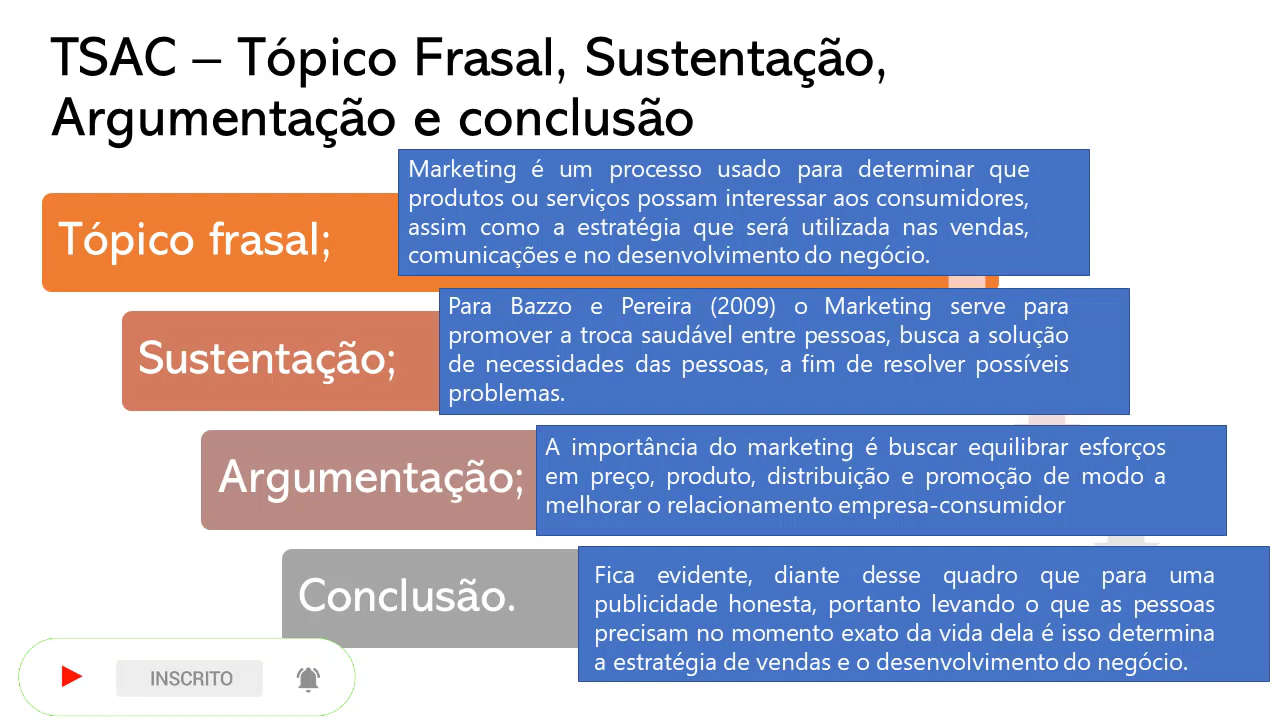 TSAC – Tópico Frasal, Sustentação,
Argumentação e conclusão
Tópico frasal;
Marketing é um processo usado para determinar que
produtos ou serviços possam interessar aos consumidores,
assim como a estratégia que será utilizada nas vendas,
comunicações e no desenvolvimento do negócio.
Sustentação;
Para Bazzo e Pereira (2009) o Marketing serve para
promover a troca saudável entre pessoas, busca a solução
de necessidades das pessoas, a fim de resolver possíveis
problemas.
Argumentação;
A importância do marketing é buscar equilibrar esforços
em preço, produto, distribuição e promoção de modo a
melhorar o relacionamento empresa-consumidor
Conclusão.
Fica evidente, diante desse quadro que para uma
publicidade honesta, portanto levando o que as pessoas
precisam no momento exato da vida dela é isso determina
a estratégia de vendas e o desenvolvimento do negócio.
INSCRITO